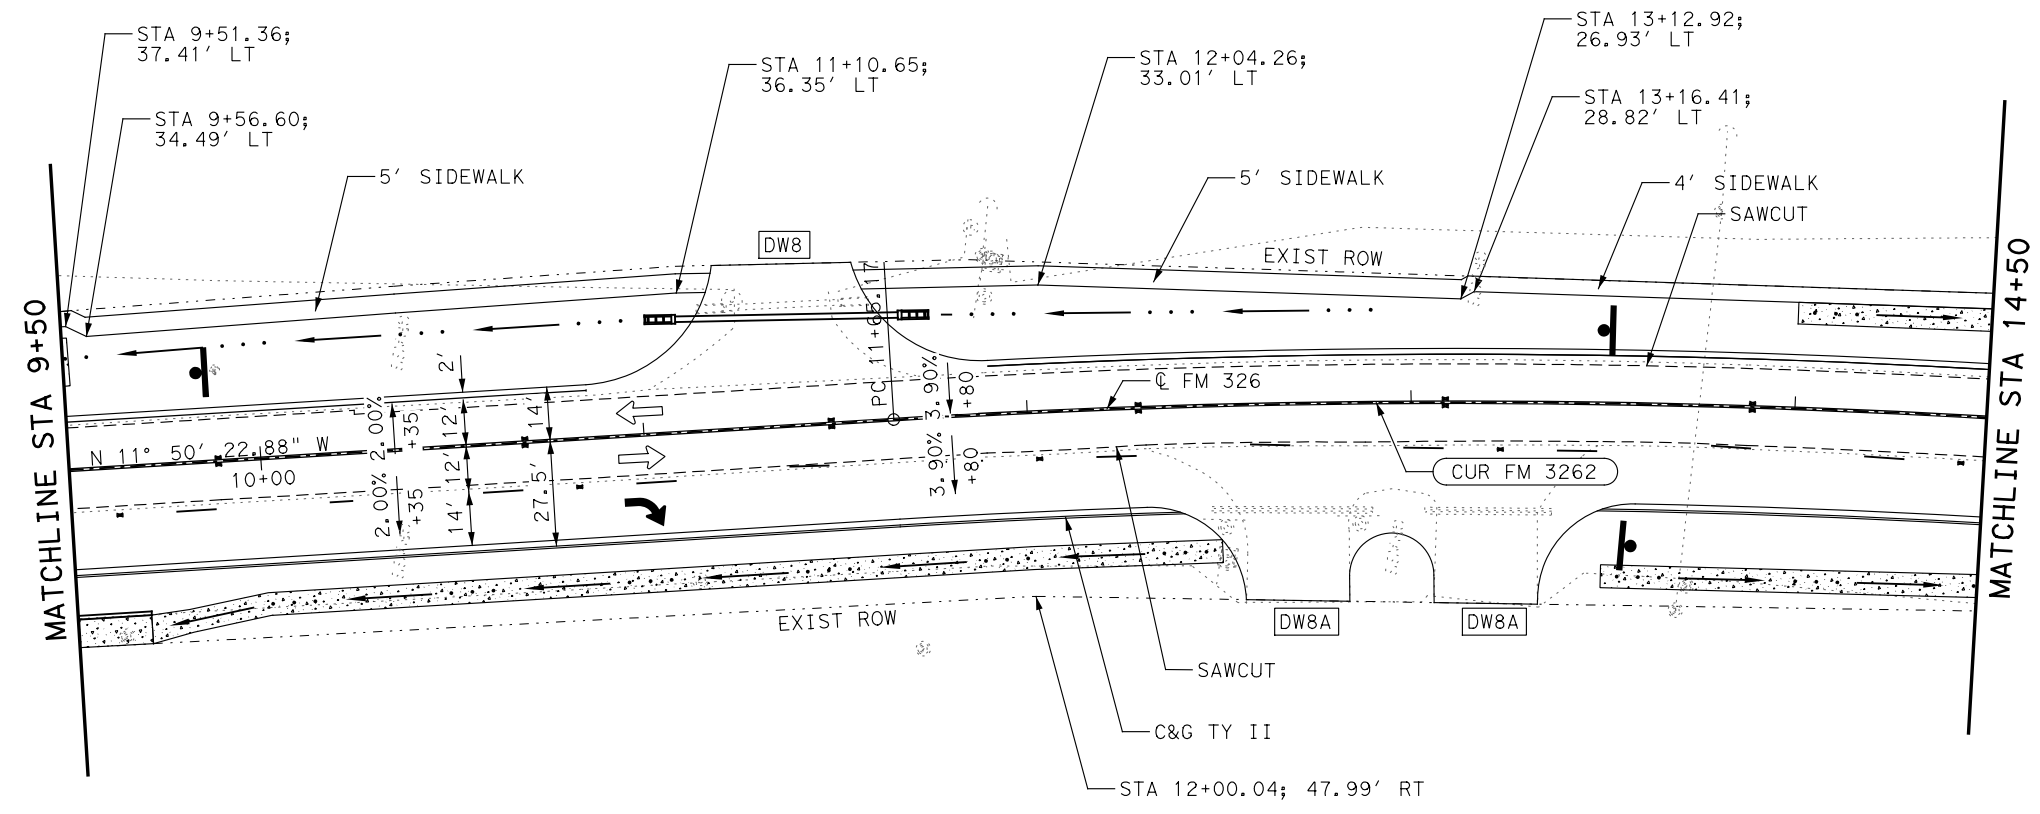 STA 9+51.36;
37.41' LT
STA 9+56.60;
34.49' LT
5' SIDEWALK
STA 11+10.65;
36.35' LT
DW8
STA 12+04.26;
33.01' LT
5' SIDEWALK
STA 13+12.92;
26.93' LT
STA 13+16.41;
28.82' LT
4' SIDEWALK
SAWCUT
EXIST ROW
MATCHLINE STA 9+50
MATCHLINE STA 14+50
PC 11+65.17
℄ FM 326
N 11° 50' 22.88" W
10+00
2.00%
2.00%
+35
+35
2'
12'
12'
14'
14'
27.5'
3.90%
3.90%
+80
+80
CUR FM 3262
DW8A
DW8A
EXIST ROW
SAWCUT
C&G TY II
STA 12+00.04; 47.99' RT